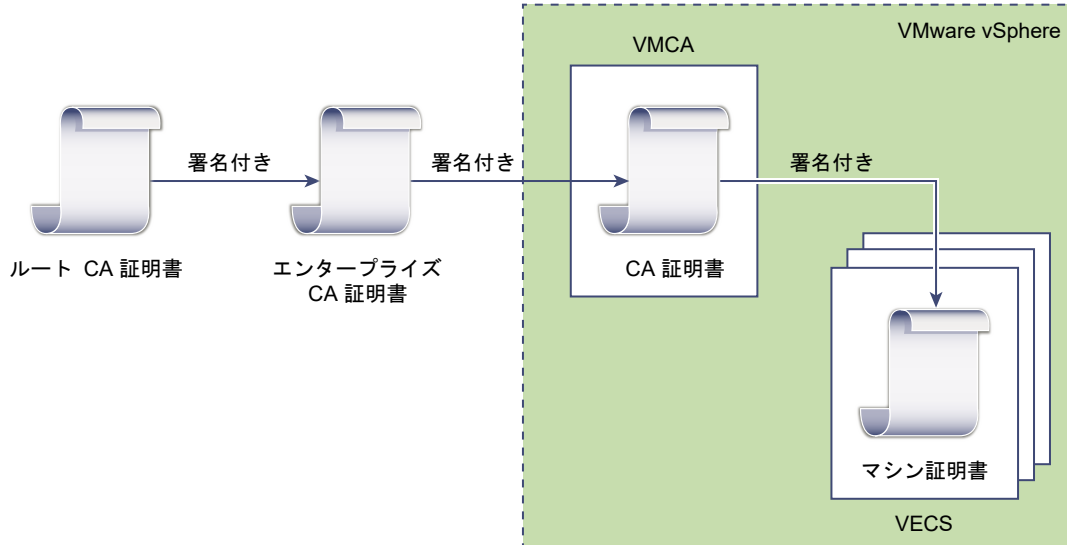 VMware vSphere
VMCA
署名付き
署名付き
署名付き
ルート CA 証明書
エンタープライズ
CA 証明書
CA 証明書
マシン証明書
VECS